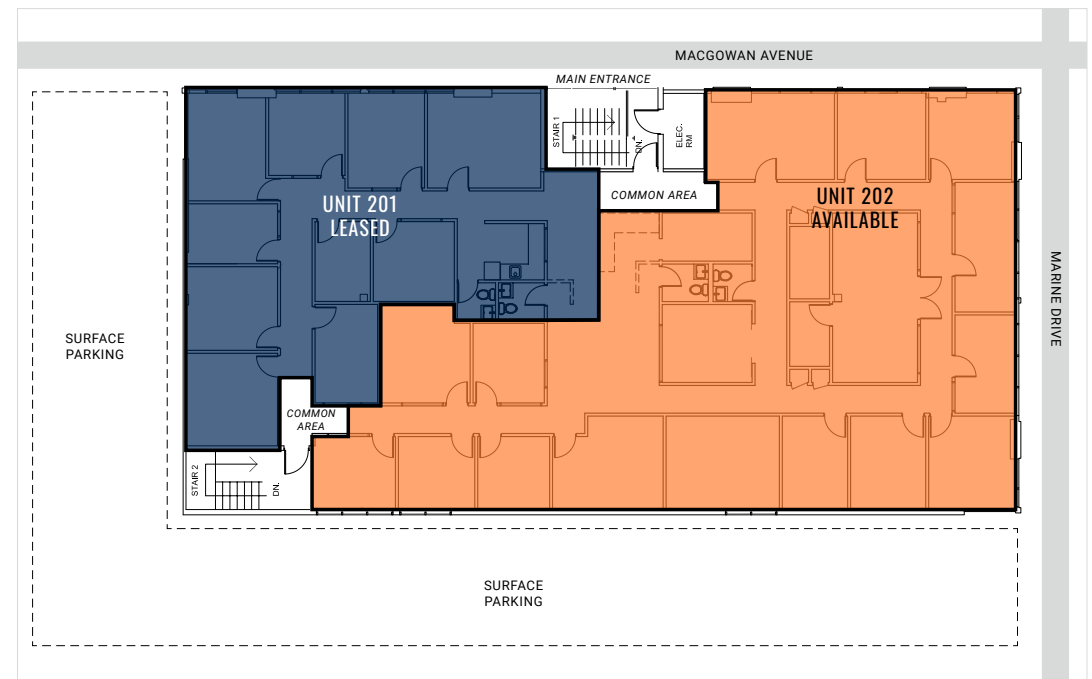 MACGOWAN AVENUE
MAIN ENTRANCE
STAIR 1
DN.
ELEC.
RM
COMMON AREA
UNIT 201
LEASED
UNIT 202
AVAILABLE
MARINE DRIVE
SURFACE
PARKING
COMMON
AREA
STAIR 2
DN.
SURFACE
PARKING